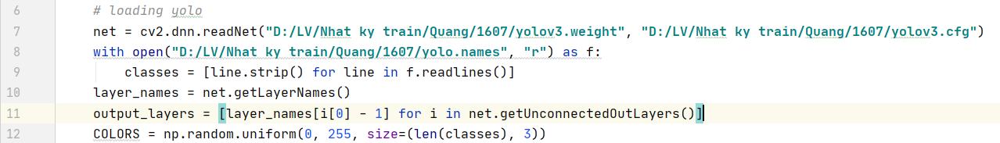 6 # loading yolo
7 net = cv2.dnn.readNet("D:/LV/Nhat ky train/Quang/1607/yolov3.weight", "D:/LV/Nhat ky train/Quang/1607/yolov3.cfg")
8 with open("D:/LV/Nhat ky train/Quang/1607/yolo.names", "r") as f:
9     classes = [line.strip() for line in f.readlines()]
10 layer_names = net.getLayerNames()
11 output_layers = [layer_names[i[0] - 1] for i in net.getUnconnectedOutLayers()]
12 COLORS = np.random.uniform(0, 255, size=(len(classes), 3))